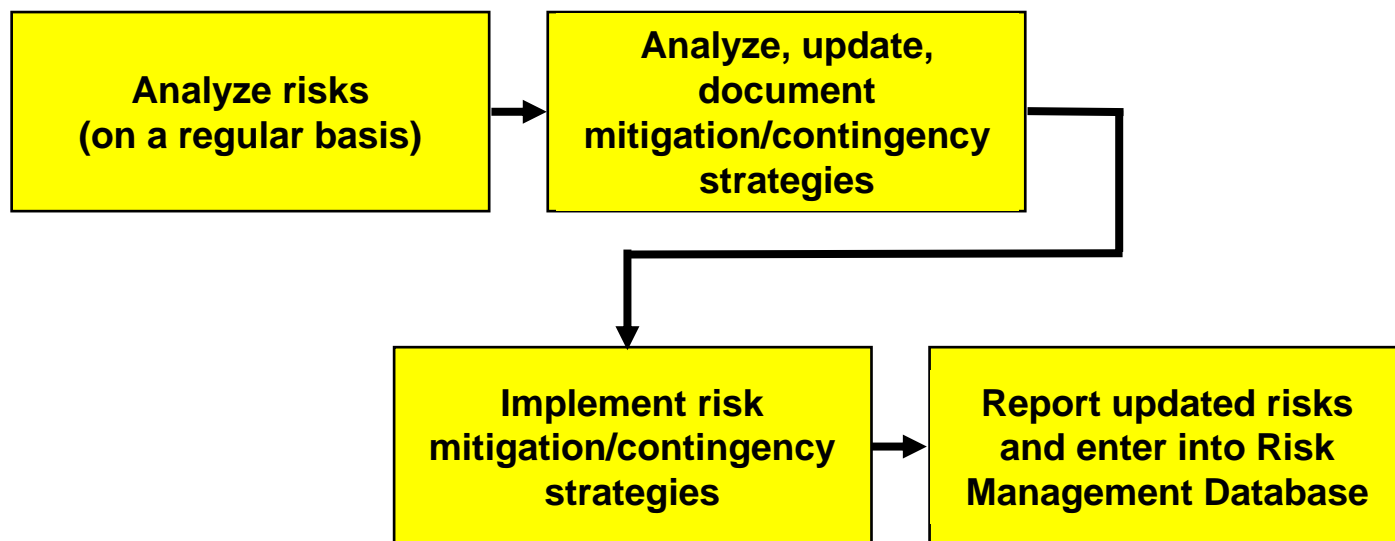 Analyze risks
(on a regular basis)
Analyze, update,
document
mitigation/contingency
strategies
Implement risk
mitigation/contingency
strategies
Report updated risks
and enter into Risk
Management Database